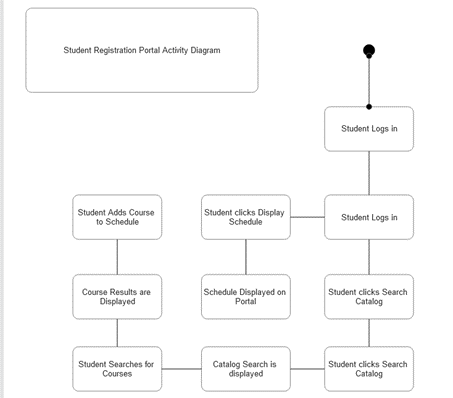 Student Registration Portal Activity Diagram
Student Logs in
Student Adds Course
to Schedule
Student clicks Display
Schedule
Student Logs in
Course Results are
Displayed
Schedule Displayed on
Portal
Student clicks Search
Catalog
Student Searches for
Courses
Catalog Search is
displayed
Student clicks Search
Catalog